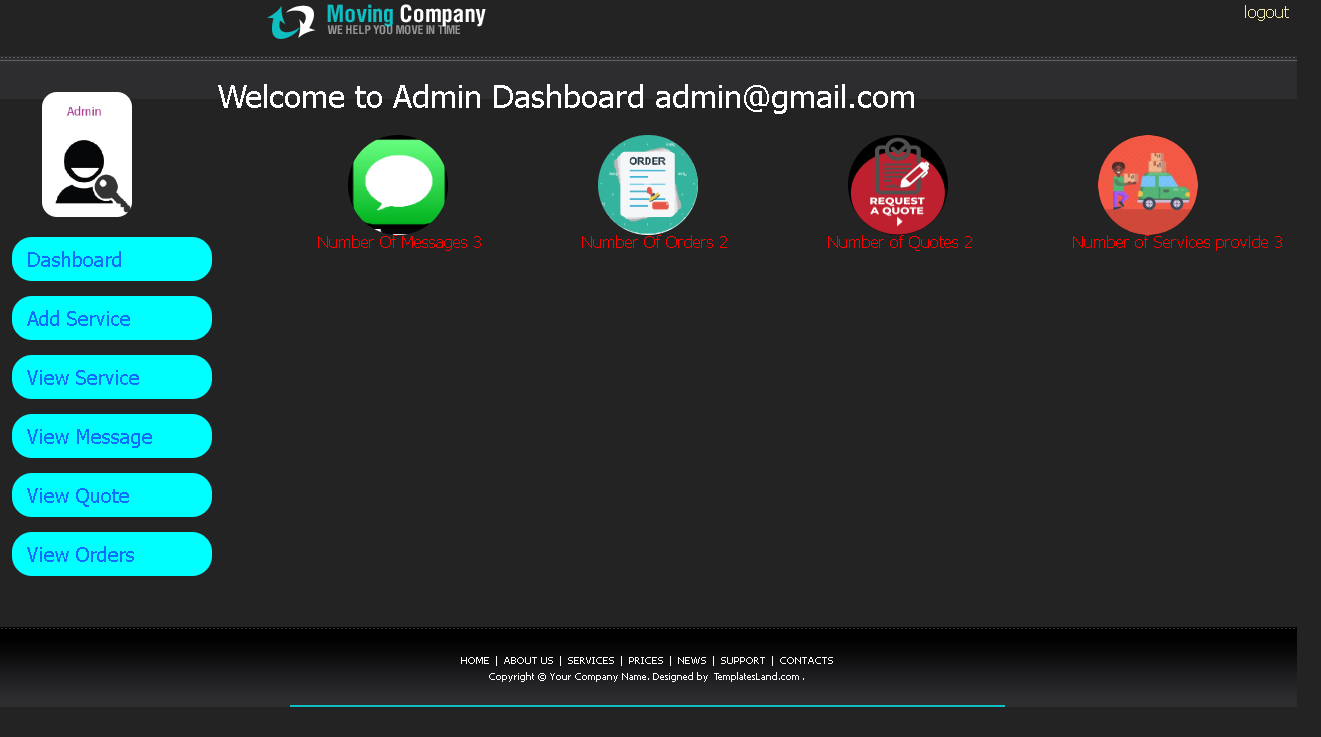 Moving Company
WE HELP YOU MOVE IN TIME
logout
Admin
Welcome to Admin Dashboard admin@gmail.com
ORDER
REQUEST
A QUOTE
Number Of Messages 3
Number Of Orders 2
Number of Quotes 2
Number of Services provide 3
Dashboard
Add Service
View Service
View Message
View Quote
View Orders
HOME | ABOUT US | SERVICES | PRICES | NEWS | SUPPORT | CONTACTS
Copyright © Your Company Name. Designed by TemplatesLand.com .